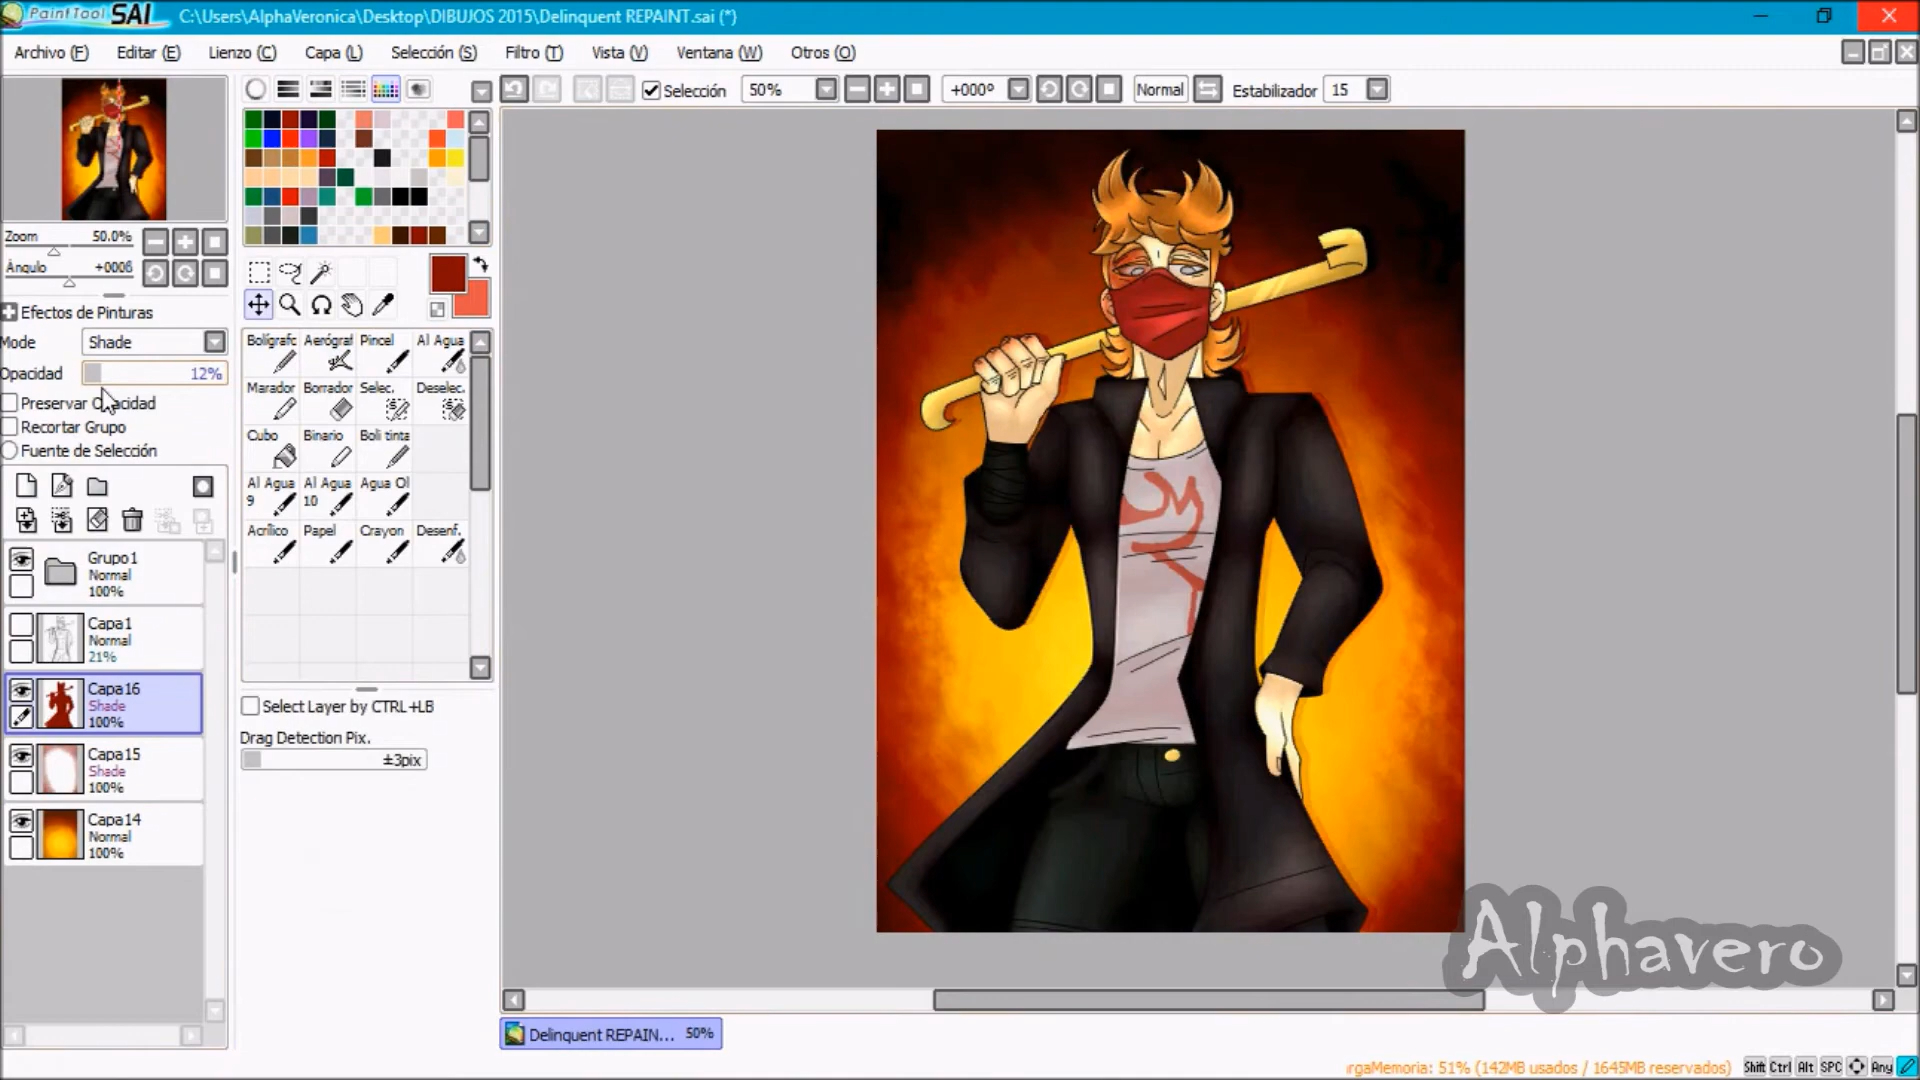 PaintTool SAI C:\Users\AlphaVeronica\Desktop\DIBUJOS 2015\Delinquent REPAINT.sai (*)
Archivo (F) Editar (E) Lienzo (C) Capa (L) Selección (S) Filtro (T) Vista (V) Ventana (W) Otros (O)
Selección 50% +000º Normal Estabilizador 15
Zoom 50.0%
Ángulo +000ß
Efectos de Pinturas
Mode Shade
Opacidad 12%
Preservar Opacidad
Recortar Grupo
Fuente de Selección
Grupo1
Normal
100%
Capa1
Normal
21%
Capa16
Shade
100%
Capa15
Shade
100%
Capa14
Normal
100%
Bolígrafo Aerógraf Pincel Al Agua
Marador Borrador Selec. Deselec.
Cubo Binario Boli tinta
Al Agua 9 Al Agua 10 Agua Ol
Acrílico Papel Crayon Desenf.
Select Layer by CTRL+LB
Drag Detection Pix.
±3pix
Alphavero
Delinquent REPAIN... 50%
rgaMemoria: 51% (142MB usados / 1645MB reservados) Shift Ctrl Alt SPC Any